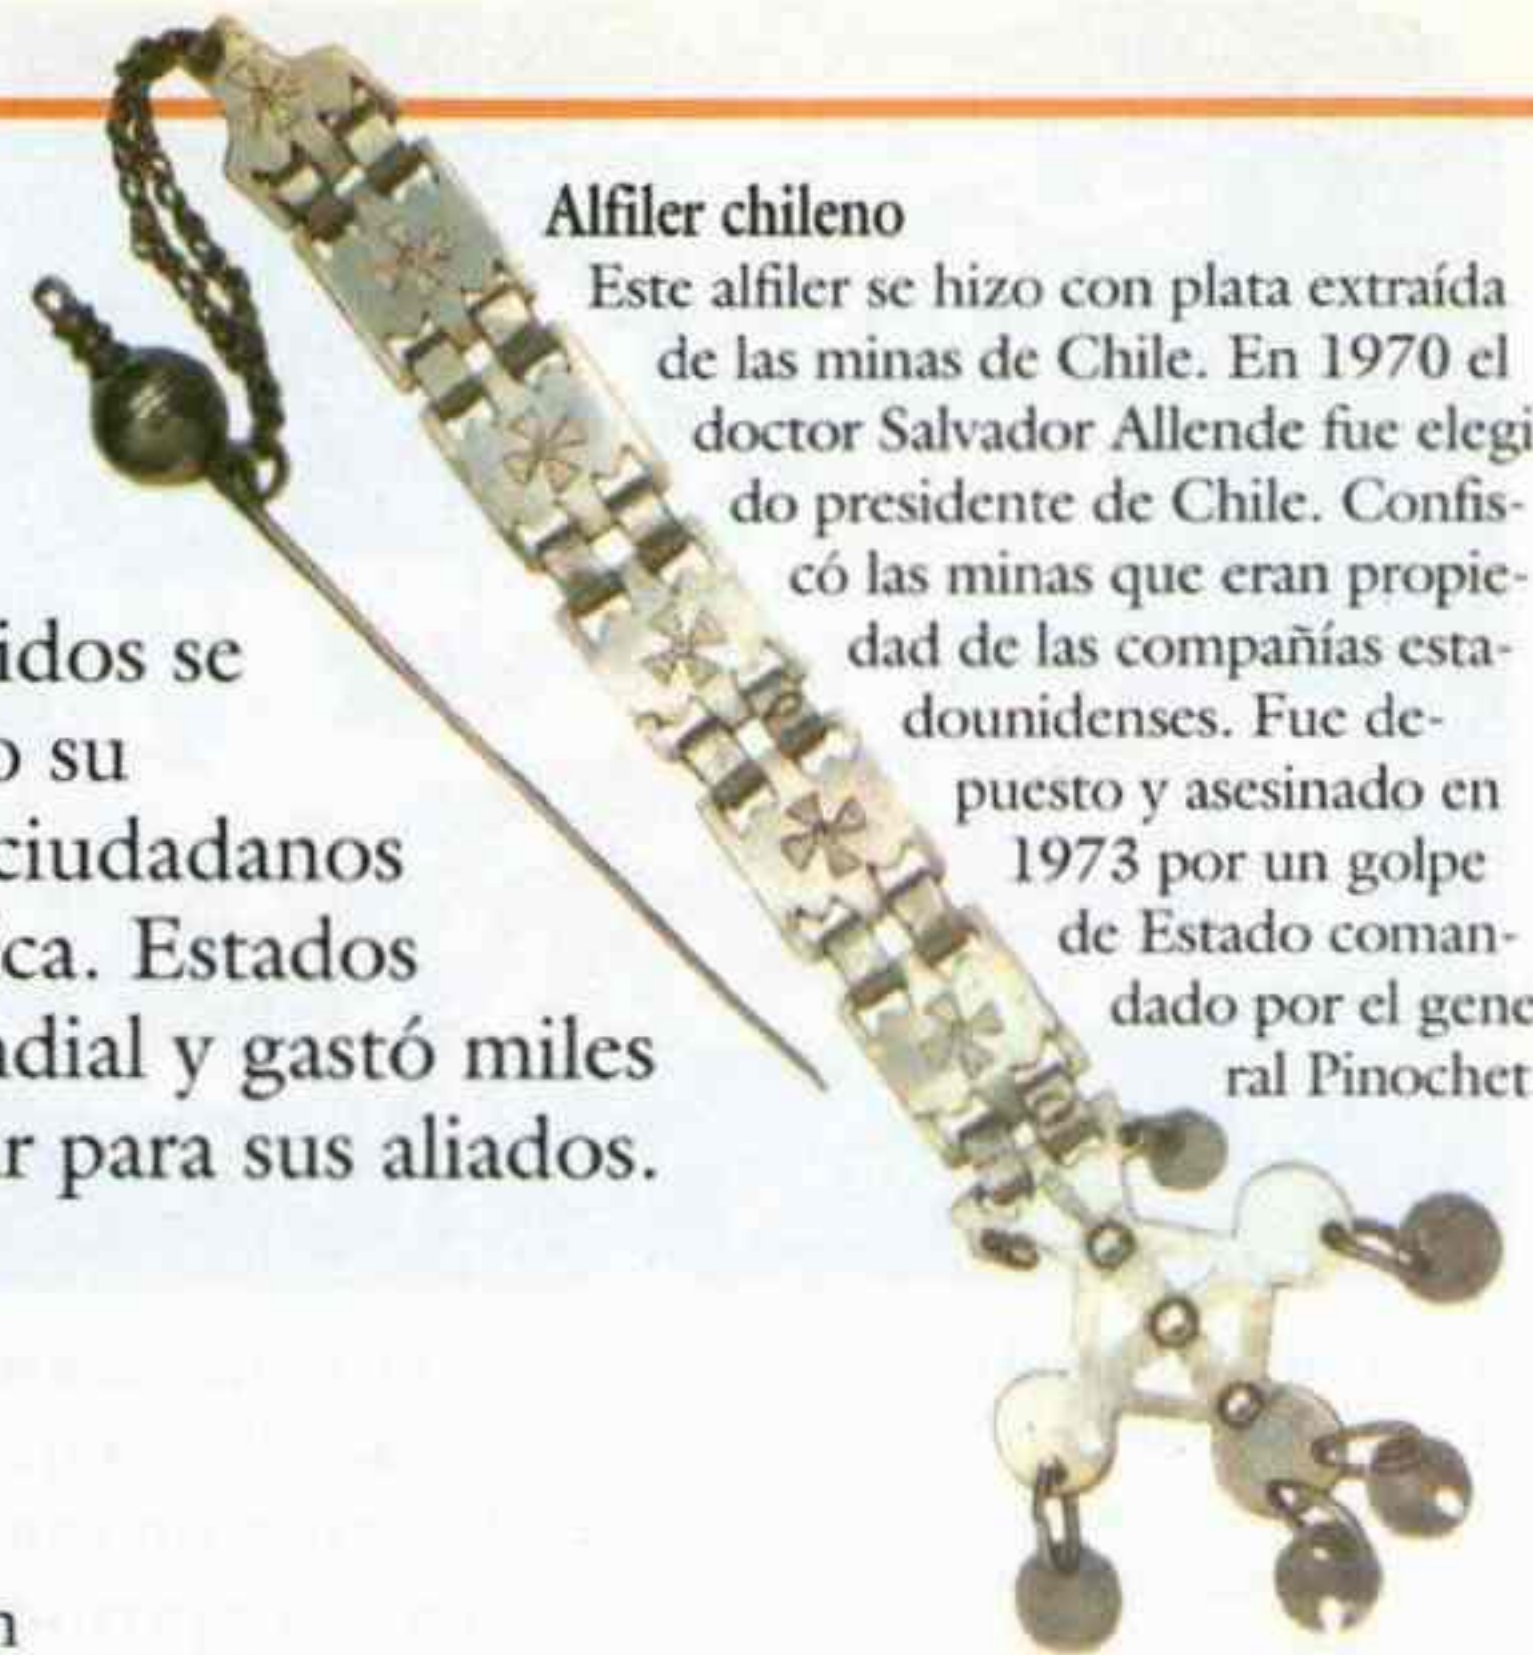 Alfiler chileno
Este alfiler se hizo con plata extraída
de las minas de Chile. En 1970 el
doctor Salvador Allende fue elegi
do presidente de Chile. Confis-
có las minas que eran propie-
dad de las compañías esta-
dounidenses. Fue de-
puesto y asesinado en
1973 por un golpe
de Estado coman-
dado por el gene
ral Pinochet
idos se
o su
ciudadanos
ca. Estados
ndial y gastó miles
r para sus aliados.
n